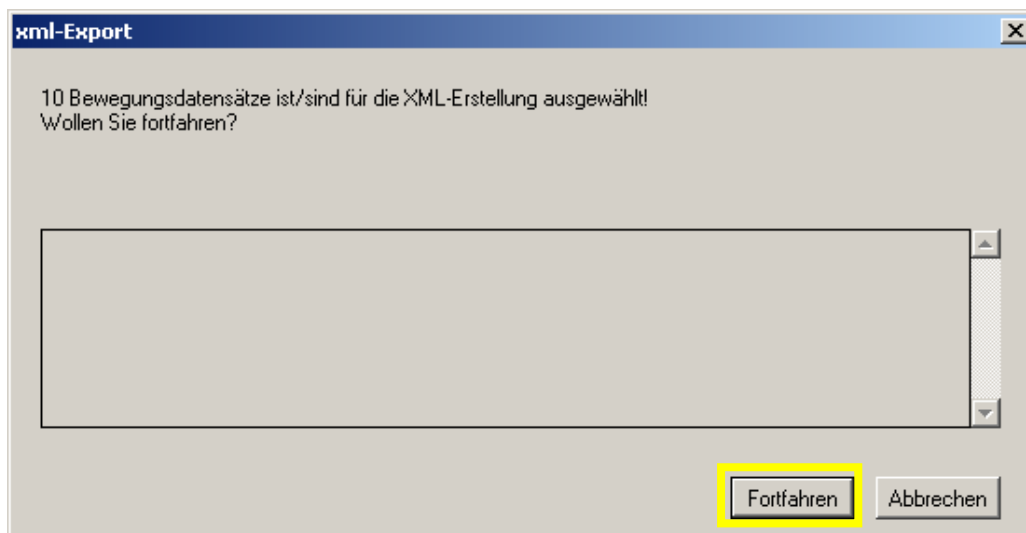 xml-Export
10 Bewegungsdatensätze ist/sind für die XML-Erstellung ausgewählt!
Wollen Sie fortfahren?
Fortfahren
Abbrechen